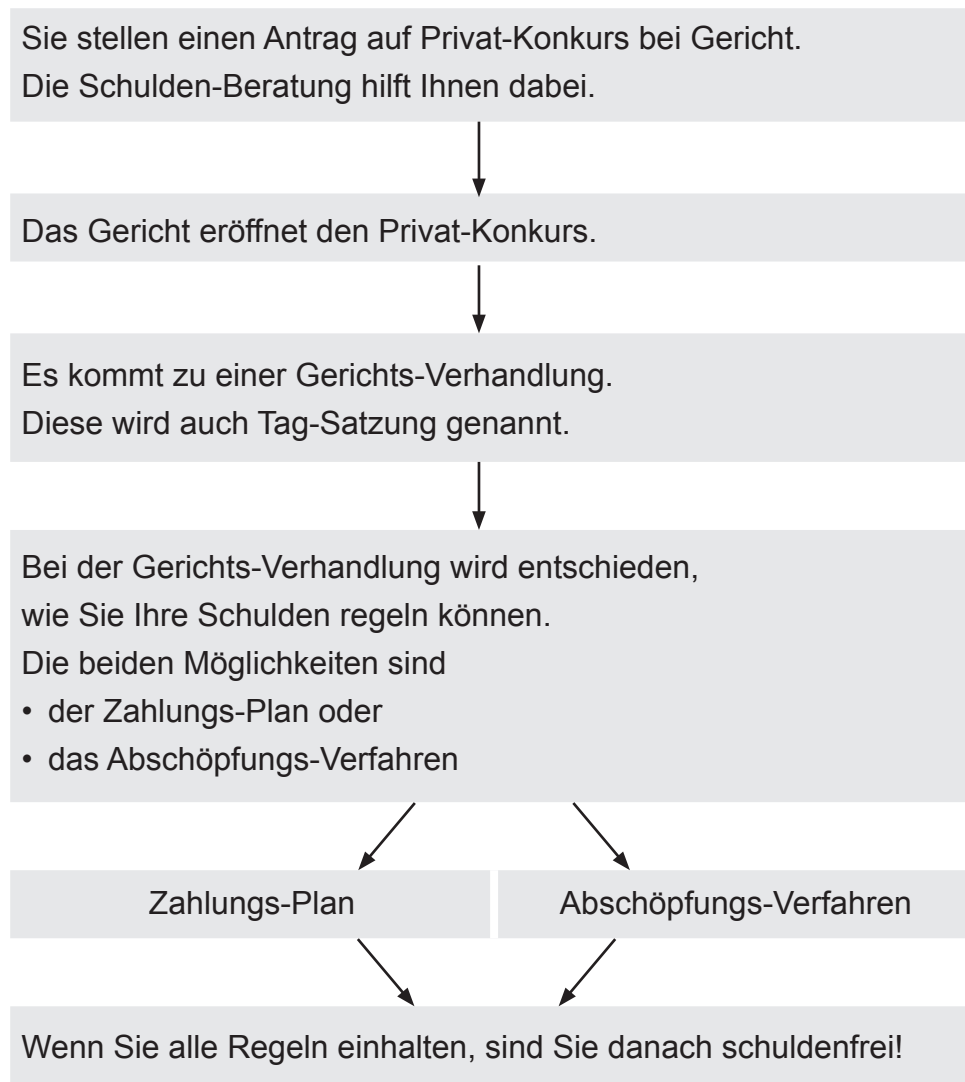 Sie stellen einen Antrag auf Privat-Konkurs bei Gericht.
Die Schulden-Beratung hilft Ihnen dabei.
Das Gericht eröffnet den Privat-Konkurs.
Es kommt zu einer Gerichts-Verhandlung.
Diese wird auch Tag-Satzung genannt.
Bei der Gerichts-Verhandlung wird entschieden,
wie Sie Ihre Schulden regeln können.
Die beiden Möglichkeiten sind
• der Zahlungs-Plan oder
• das Abschöpfungs-Verfahren
Zahlungs-Plan
Abschöpfungs-Verfahren
Wenn Sie alle Regeln einhalten, sind Sie danach schuldenfrei!